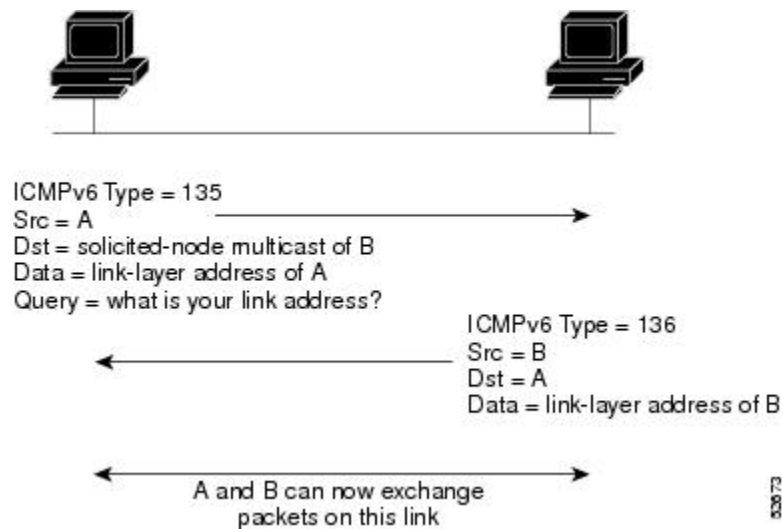 ICMPv6 Type = 135
Src = A
Dst = solicited-node multicast of B
Data = link-layer address of A
Query = what is your link address?
ICMPv6 Type = 136
Src = B
Dst = A
Data = link-layer address of B
A and B can now exchange
packets on this link